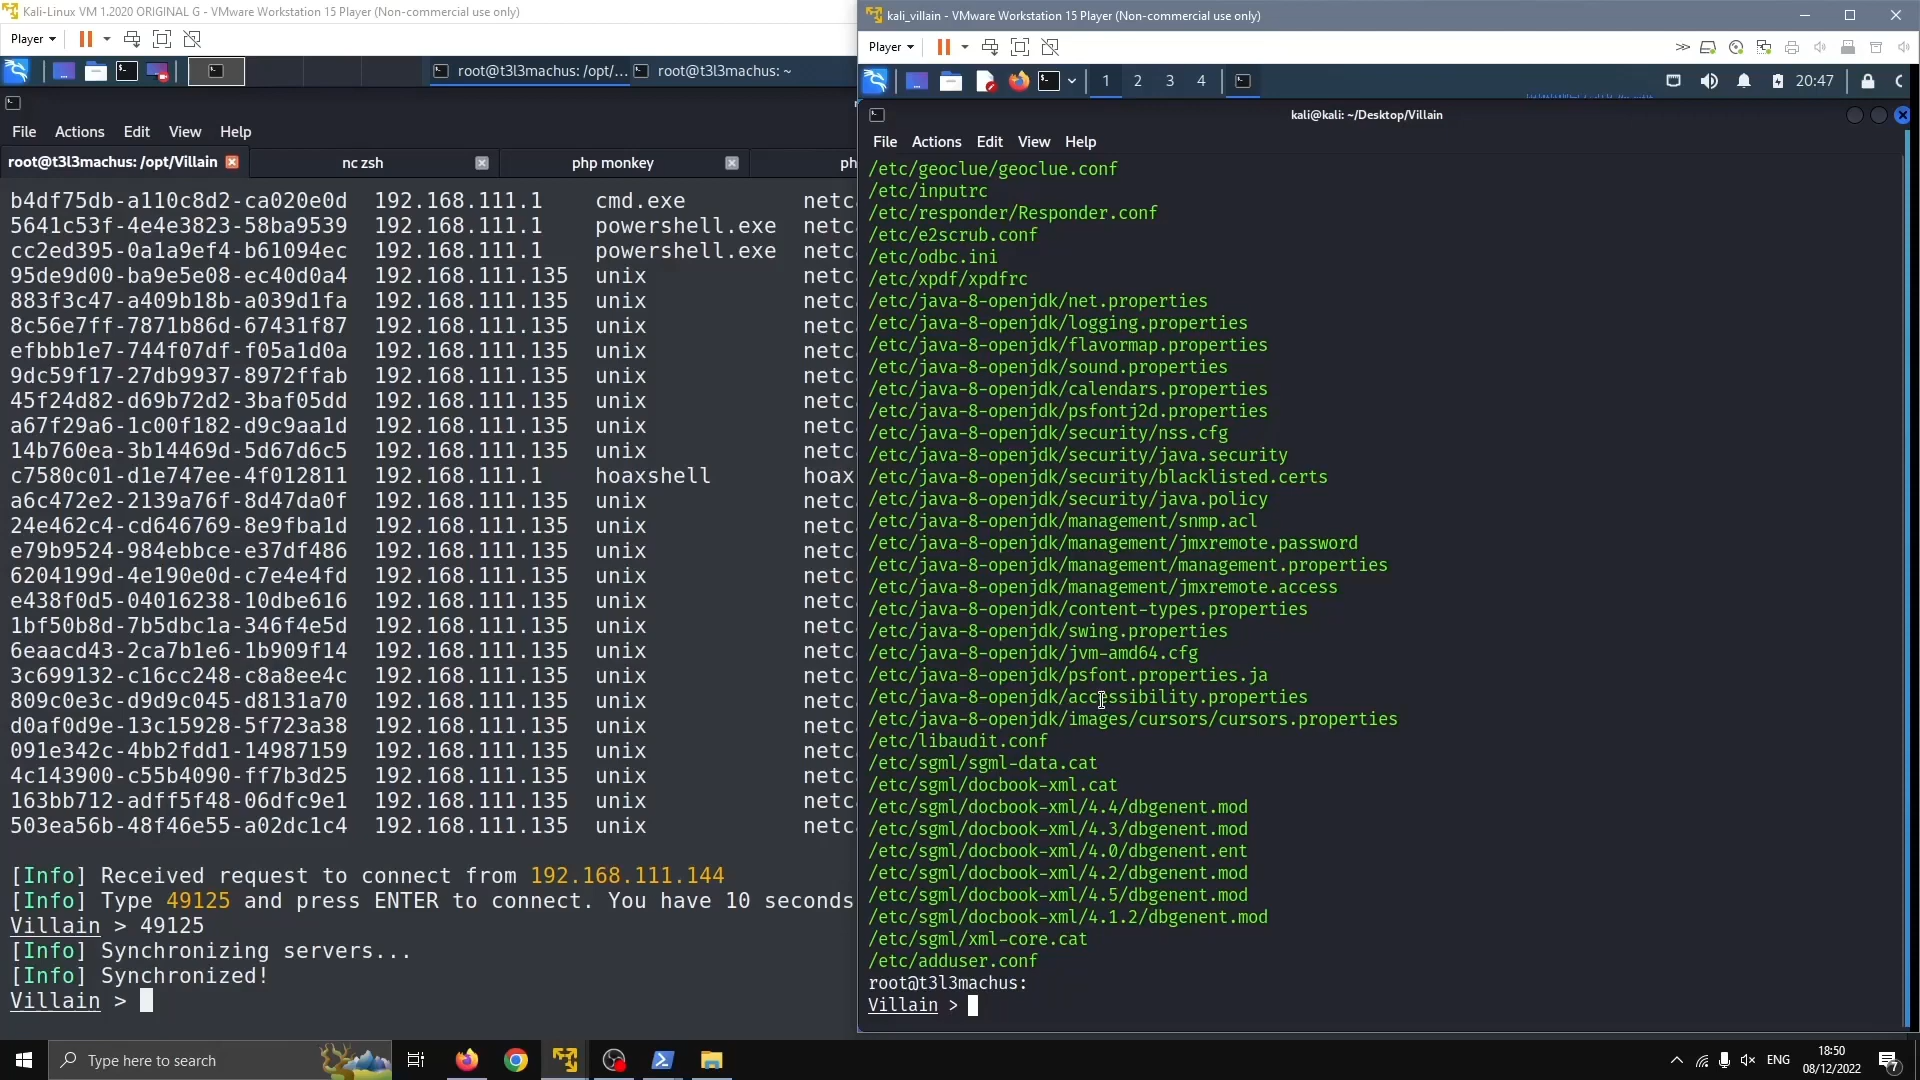 Kali-Linux VM 1.2020 ORIGINAL G - VMware Workstation 15 Player (Non-commercial use only)
Player
root@t3l3machus: /opt/...
root@t3l3machus: ~
File Actions Edit View Help
root@t3l3machus: /opt/Villain
nc zsh
php monkey
ph
b4df75db-a110c8d2-ca020e0d 192.168.111.1 cmd.exe netc
5641c53f-4e4e3823-58ba9539 192.168.111.1 powershell.exe netc
cc2ed395-0a1a9ef4-b61094ec 192.168.111.1 powershell.exe netc
95de9d00-ba9e5e08-ec40d0a4 192.168.111.135 unix netc
883f3c47-a409b18b-a039d1fa 192.168.111.135 unix netc
8c56e7ff-7871b86d-67431f87 192.168.111.135 unix netc
efbbb1e7-744f07df-f05a1d0a 192.168.111.135 unix netc
9dc59f17-27db9937-8972ffab 192.168.111.135 unix netc
45f24d82-d69b72d2-3baf05dd 192.168.111.135 unix netc
a67f29a6-1c00f182-d9c9aa1d 192.168.111.135 unix netc
14b760ea-3b14469d-5d67d6c5 192.168.111.135 unix netc
c7580c01-d1e747ee-4f012811 192.168.111.1 hoaxshell hoax
a6c472e2-2139a76f-8d47da0f 192.168.111.135 unix netc
24e462c4-cd646769-8e9fba1d 192.168.111.135 unix netc
e79b9524-984ebbce-e37df486 192.168.111.135 unix netc
6204199d-4e190e0d-c7e4e4fd 192.168.111.135 unix netc
e438f0d5-04016238-10dbe616 192.168.111.135 unix netc
1bf50b8d-7b5dbc1a-346f4e5d 192.168.111.135 unix netc
6eaacd43-2ca7b1e6-1b909f14 192.168.111.135 unix netc
3c699132-c16cc248-c8a8ee4c 192.168.111.135 unix netc
809c0e3c-d9d9c045-d8131a70 192.168.111.135 unix netc
d0af0d9e-13c15928-5f723a38 192.168.111.135 unix netc
091e342c-4bb2fdd1-14987159 192.168.111.135 unix netc
4c143900-c55b4090-ff7b3d25 192.168.111.135 unix netc
163bb712-adff5f48-06dfc9e1 192.168.111.135 unix netc
503ea56b-48f46e55-a02dc1c4 192.168.111.135 unix netc
[Info] Received request to connect from 192.168.111.144
[Info] Type 49125 and press ENTER to connect. You have 10 seconds
Villain > 49125
[Info] Synchronizing servers...
[Info] Synchronized!
Villain >
kali_villain - VMware Workstation 15 Player (Non-commercial use only)
Player
1 2 3 4
20:47
kali@kali: ~/Desktop/Villain
File Actions Edit View Help
/etc/geoclue/geoclue.conf
/etc/inputrc
/etc/responder/Responder.conf
/etc/e2scrub.conf
/etc/odbc.ini
/etc/xpdf/xpdfrc
/etc/java-8-openjdk/net.properties
/etc/java-8-openjdk/logging.properties
/etc/java-8-openjdk/flavormap.properties
/etc/java-8-openjdk/sound.properties
/etc/java-8-openjdk/calendars.properties
/etc/java-8-openjdk/psfontj2d.properties
/etc/java-8-openjdk/security/nss.cfg
/etc/java-8-openjdk/security/java.security
/etc/java-8-openjdk/security/blacklisted.certs
/etc/java-8-openjdk/security/java.policy
/etc/java-8-openjdk/management/snmp.acl
/etc/java-8-openjdk/management/jmxremote.password
/etc/java-8-openjdk/management/management.properties
/etc/java-8-openjdk/management/jmxremote.access
/etc/java-8-openjdk/content-types.properties
/etc/java-8-openjdk/swing.properties
/etc/java-8-openjdk/jvm-amd64.cfg
/etc/java-8-openjdk/psfont.properties.ja
/etc/java-8-openjdk/accessibility.properties
/etc/java-8-openjdk/images/cursors/cursors.properties
/etc/libaudit.conf
/etc/sgml/sgml-data.cat
/etc/sgml/docbook-xml.cat
/etc/sgml/docbook-xml/4.4/dbgenent.mod
/etc/sgml/docbook-xml/4.3/dbgenent.mod
/etc/sgml/docbook-xml/4.0/dbgenent.ent
/etc/sgml/docbook-xml/4.2/dbgenent.mod
/etc/sgml/docbook-xml/4.5/dbgenent.mod
/etc/sgml/docbook-xml/4.1.2/dbgenent.mod
/etc/sgml/xml-core.cat
/etc/adduser.conf
root@t3l3machus:
Villain >
Type here to search
ENG
18:50
08/12/2022
7